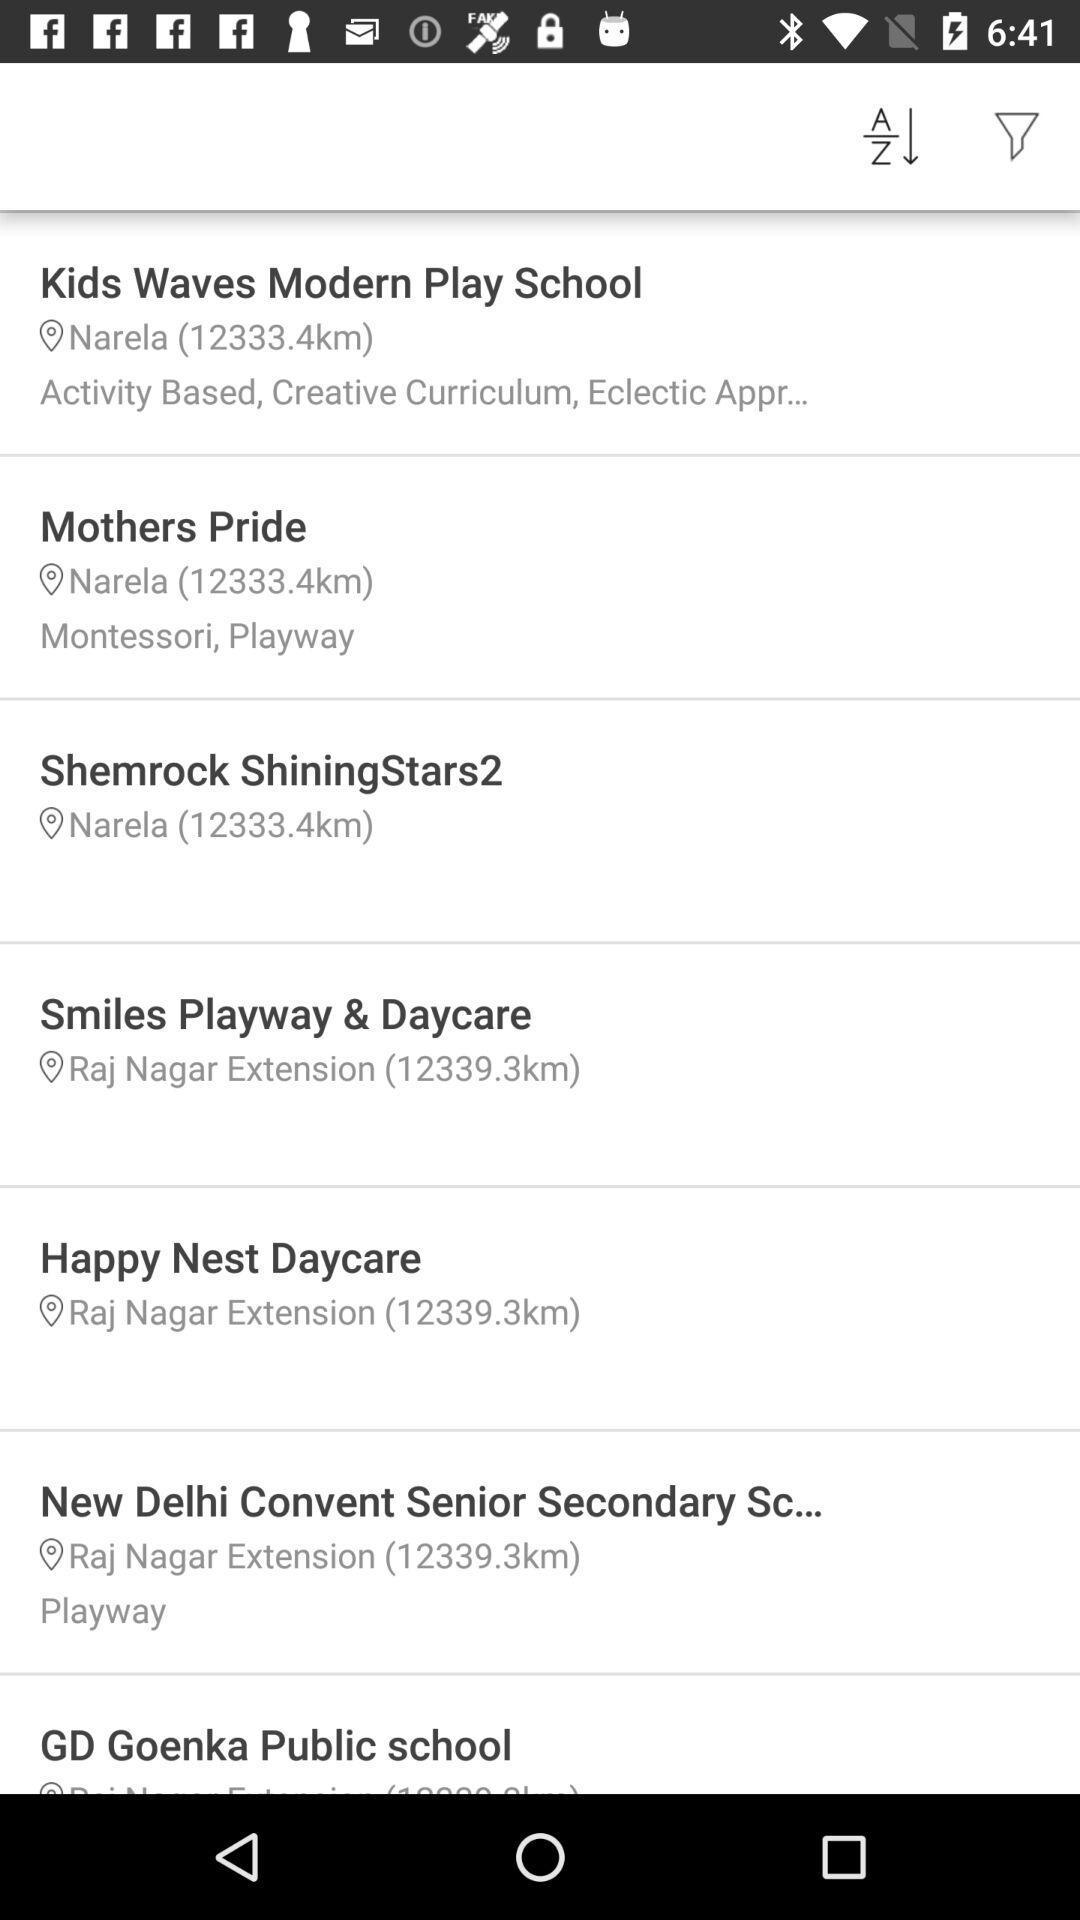 FAKE
6:41
A
Z
Kids Waves Modern Play School
Narela (12333.4km)
Activity Based, Creative Curriculum, Eclectic Appr...
Mothers Pride
Narela (12333.4km)
Montessori, Playway
Shemrock ShiningStars2
Narela (12333.4km)
Smiles Playway & Daycare
Raj Nagar Extension (12339.3km)
Happy Nest Daycare
Raj Nagar Extension (12339.3km)
New Delhi Convent Senior Secondary Sc...
Raj Nagar Extension (12339.3km)
Playway
GD Goenka Public school